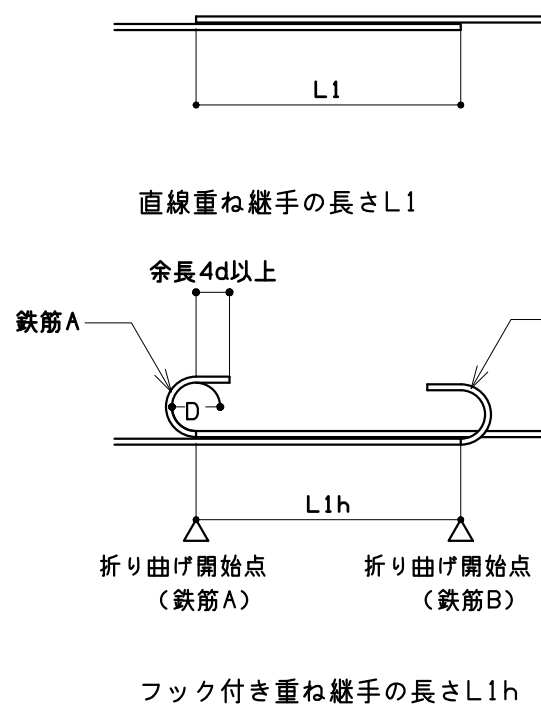 L1
直線重ね継手の長さL1
余長4d以上
鉄筋A
D
L1h
折り曲げ開始点
（鉄筋A）
折り曲げ開始点
（鉄筋B）
フック付き重ね継手の長さL1h